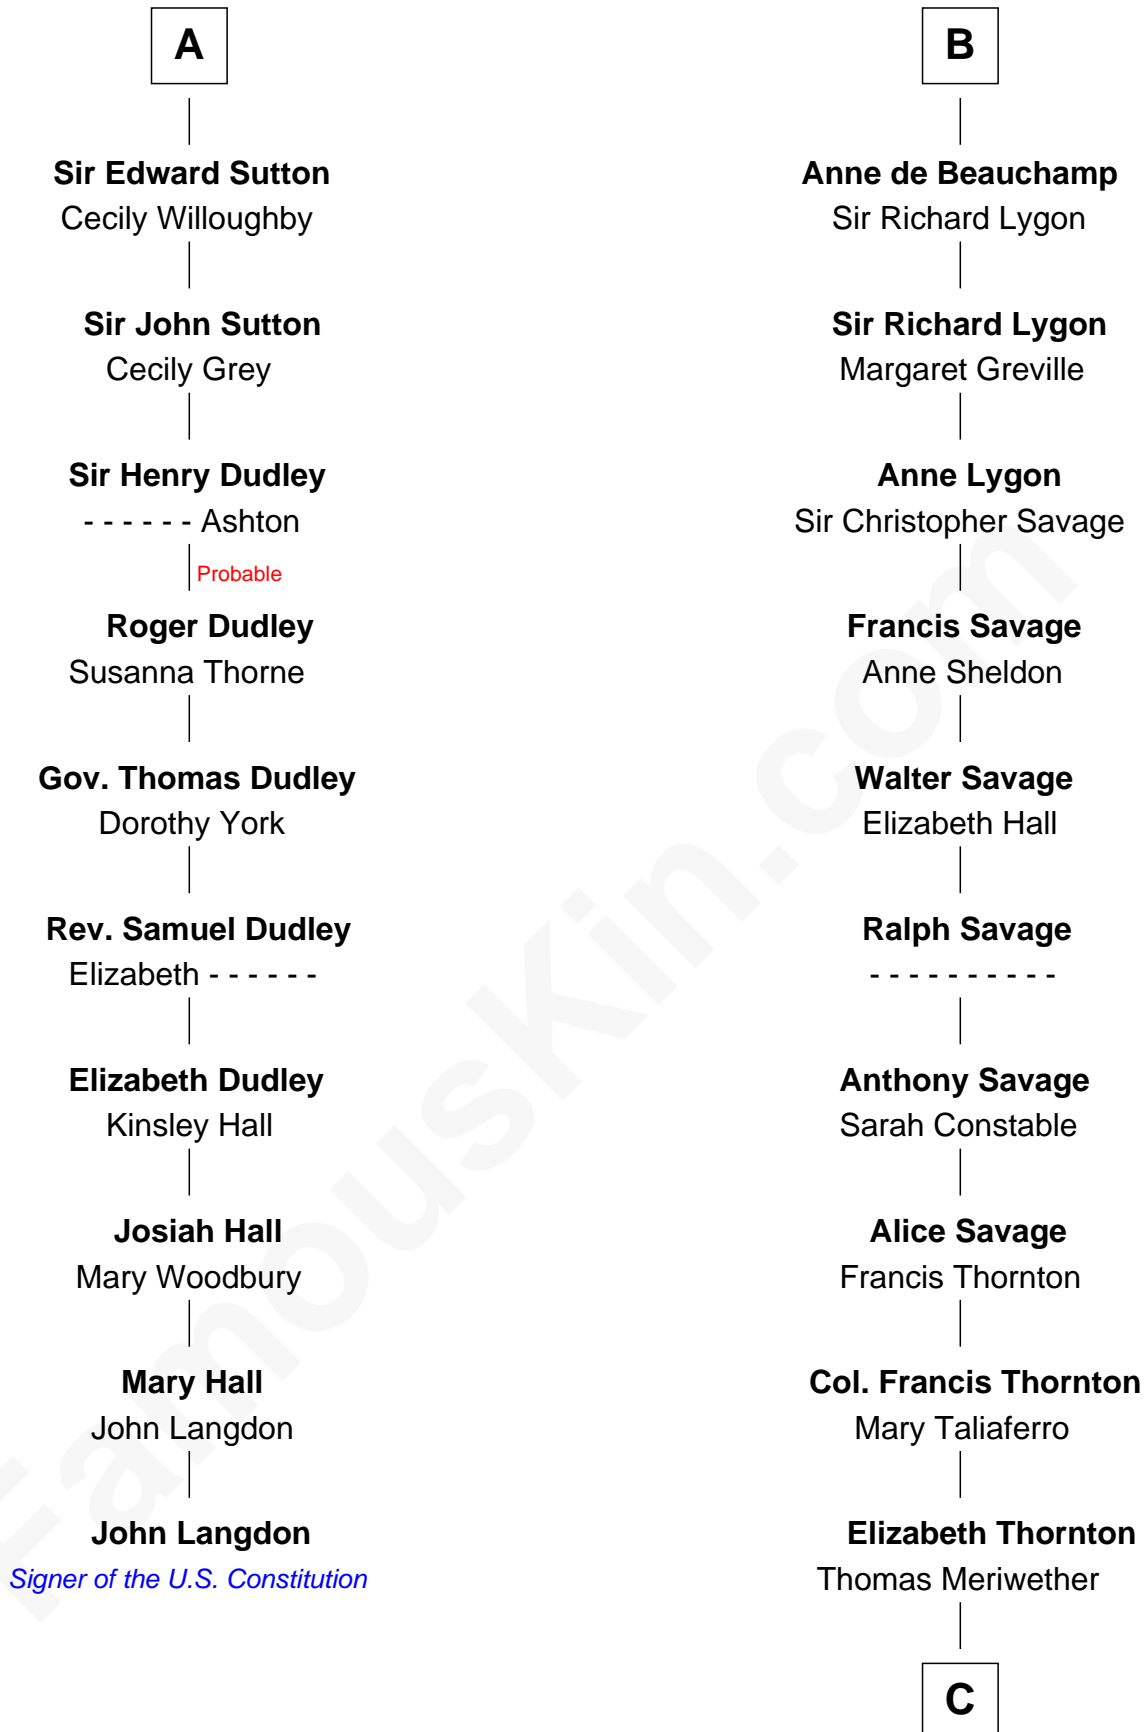 A
Sir Edward Sutton
Cecily Willoughby
Sir John Sutton
Cecily Grey
Sir Henry Dudley
- - - - - - Ashton
Probable
Roger Dudley
Susanna Thorne
Gov. Thomas Dudley
Dorothy York
Rev. Samuel Dudley
Elizabeth - - - - - -
Elizabeth Dudley
Kinsley Hall
Josiah Hall
Mary Woodbury
Mary Hall
John Langdon
John Langdon
Signer of the U.S. Constitution
B
Anne de Beauchamp
Sir Richard Lygon
Sir Richard Lygon
Margaret Greville
Anne Lygon
Sir Christopher Savage
Francis Savage
Anne Sheldon
Walter Savage
Elizabeth Hall
Ralph Savage
- - - - - - - - - -
Anthony Savage
Sarah Constable
Alice Savage
Francis Thornton
Col. Francis Thornton
Mary Taliaferro
Elizabeth Thornton
Thomas Meriwether
C
FamousKin.com